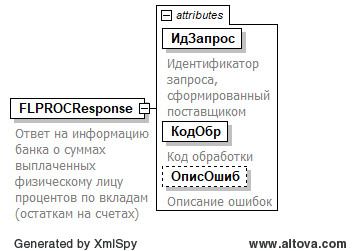 attributes
ИдЗапрос
Идентификатор
запроса,
сформированный
поставщиком
FLPROCResponse
Ответ на информацию
банка о суммах
выплаченных
физическому лицу
процентов по вкладам
(остаткам на счетах)
КодОбр
Код обработки
ОписОшиб
Описание ошибок
Generated by XmlSpy
www.altova.com